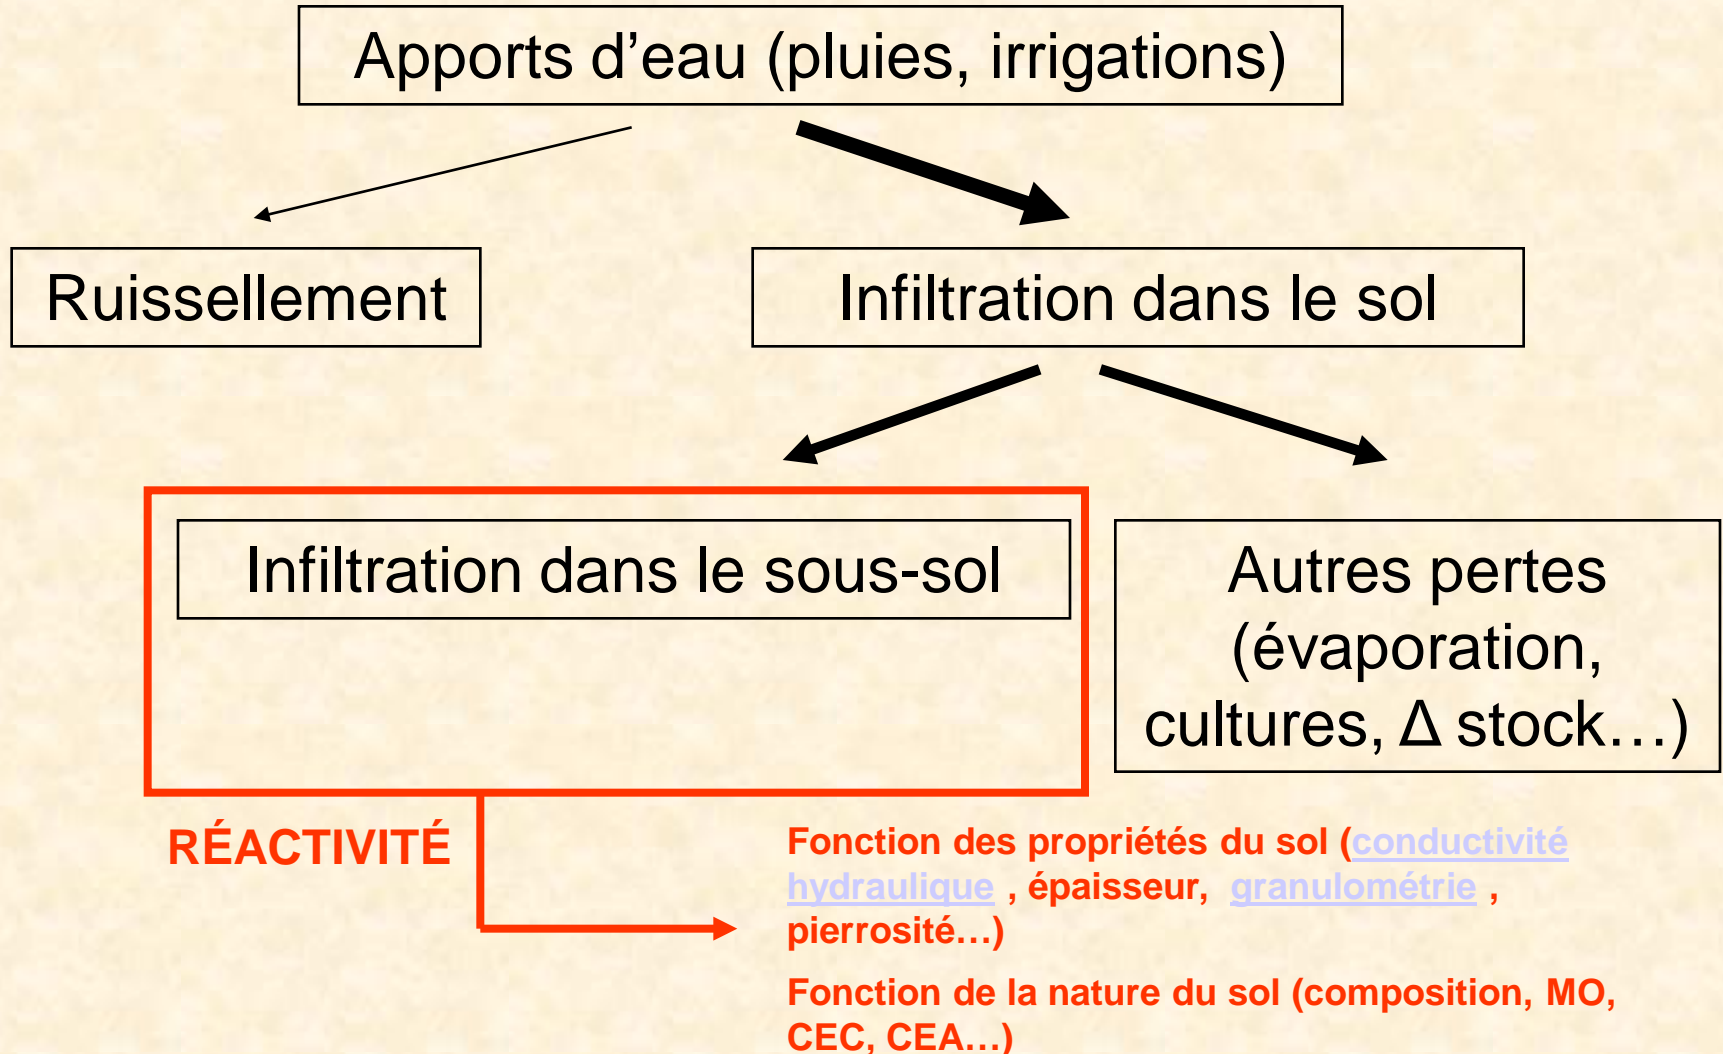 Apports d’eau (pluies, irrigations)
Ruissellement
Infiltration dans le sol
Infiltration dans le sous-sol
Autres pertes
(évaporation,
cultures, Δ stock…)
RÉACTIVITÉ
Fonction des propriétés du sol (conductivité
hydraulique , épaisseur, granulométrie ,
pierrosité…)
Fonction de la nature du sol (composition, MO,
CEC, CEA…)